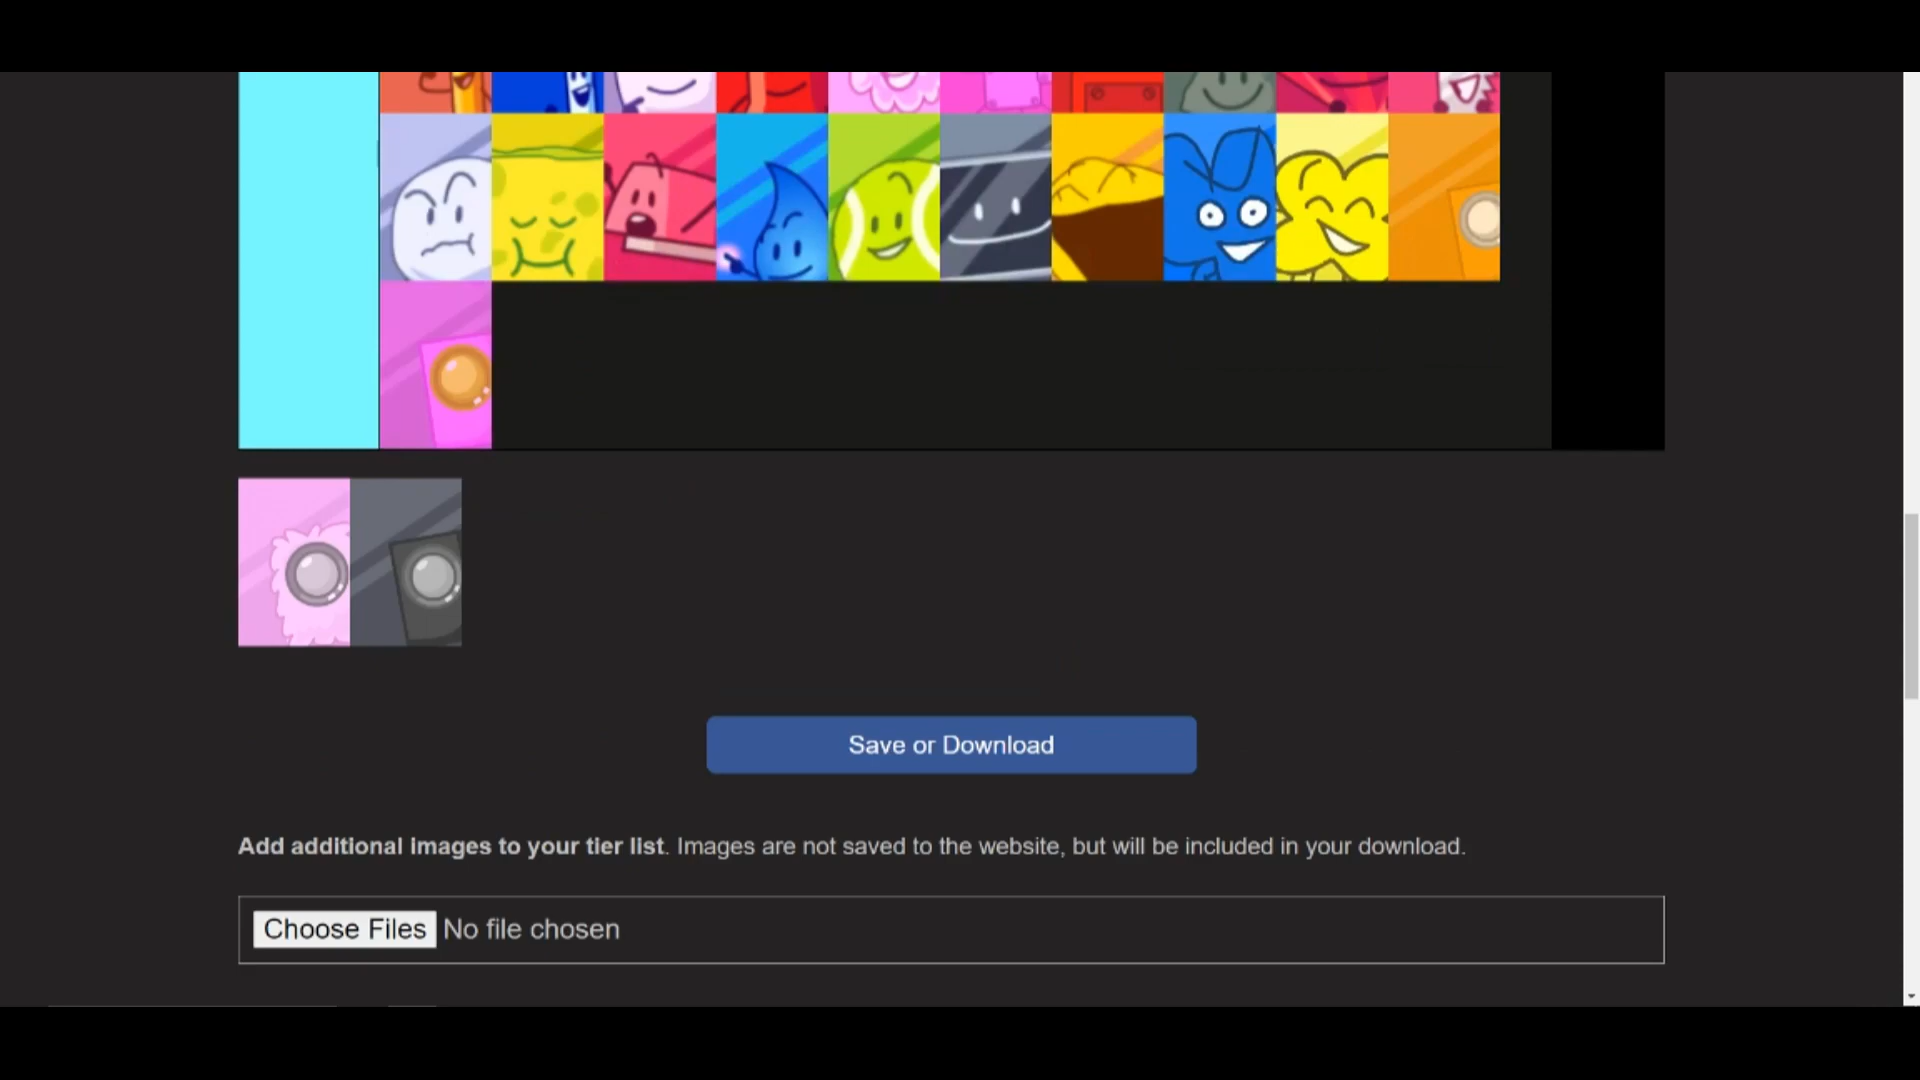 Save or Download
Add additional images to your tier list. Images are not saved to the website, but will be included in your download.
Choose Files No file chosen